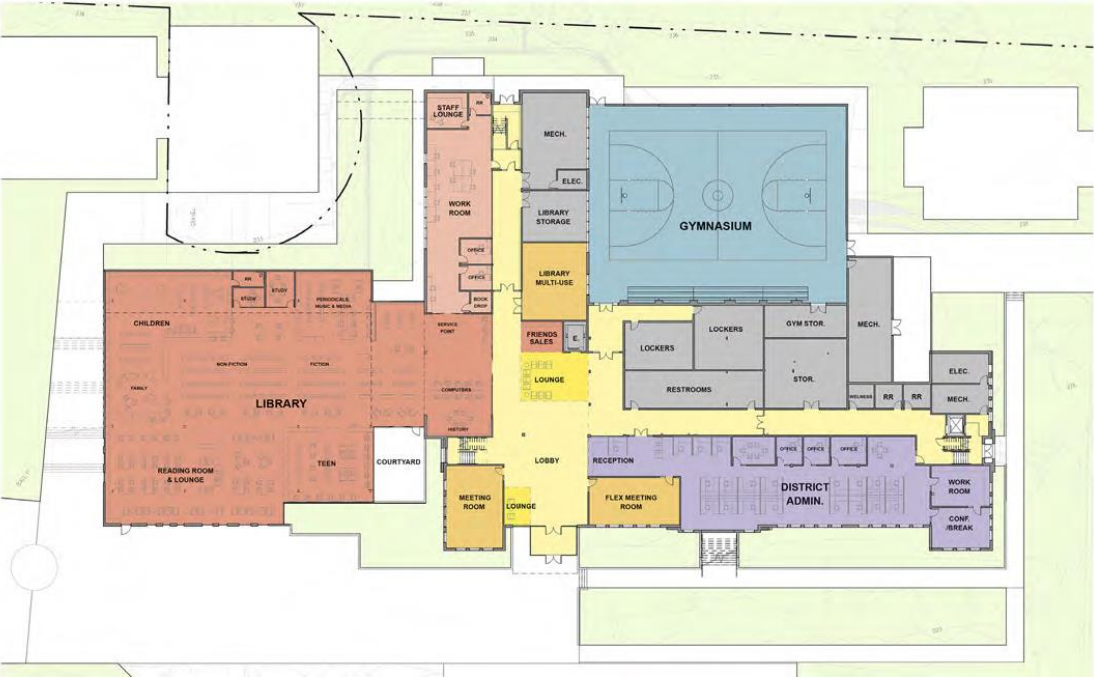 STAFF
LOUNGE
RR
MECH.
ELEC.
WORK
ROOM
LIBRARY
STORAGE
GYMNASIUM
OFFICE
OFFICE
LIBRARY
MULTI-USE
BOOK
DROP
RR
STUDY
STUDY
PERIODICALS,
MUSIC & MEDIA
CHILDREN
SERVICE
POINT
FRIENDS
SALES
E.
LOCKERS
LOCKERS
GYM STOR.
MECH.
NON-FICTION
FICTION
FAMILY
COMPUTERS
LOUNGE
RESTROOMS
STOR.
ELEC.
MECH.
WELLNESS
RR
RR
LIBRARY
HISTORY
READING ROOM
& LOUNGE
TEEN
COURTYARD
LOBBY
RECEPTION
OFFICE
OFFICE
OFFICE
MEETING
ROOM
LOUNGE
FLEX MEETING
ROOM
DISTRICT
ADMIN.
WORK
ROOM
CONF.
/BREAK